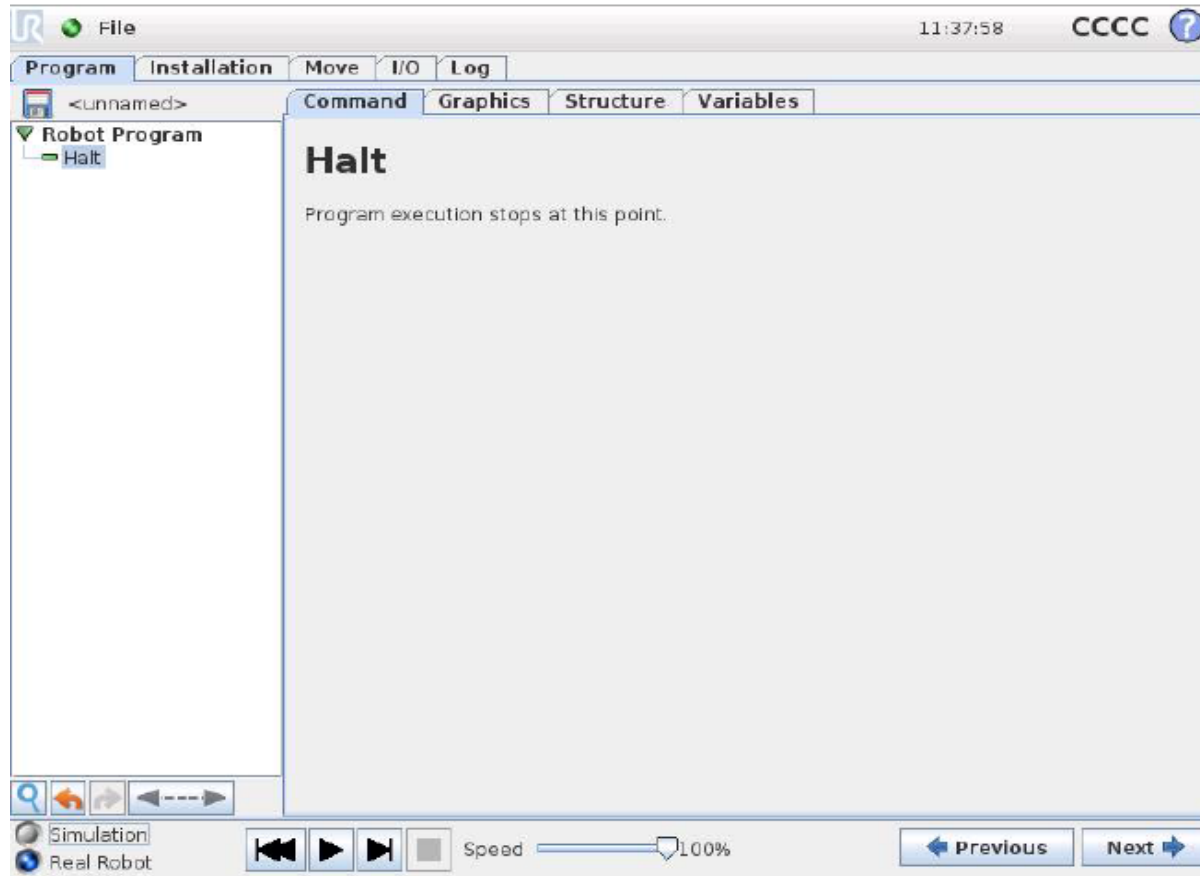 UR File 11:37:58 CCCC ?
Program Installation Move I/O Log
<unnamed> Command Graphics Structure Variables
Robot Program
Halt
Halt
Program execution stops at this point.
Simulation
Real Robot
Speed 100% Previous Next